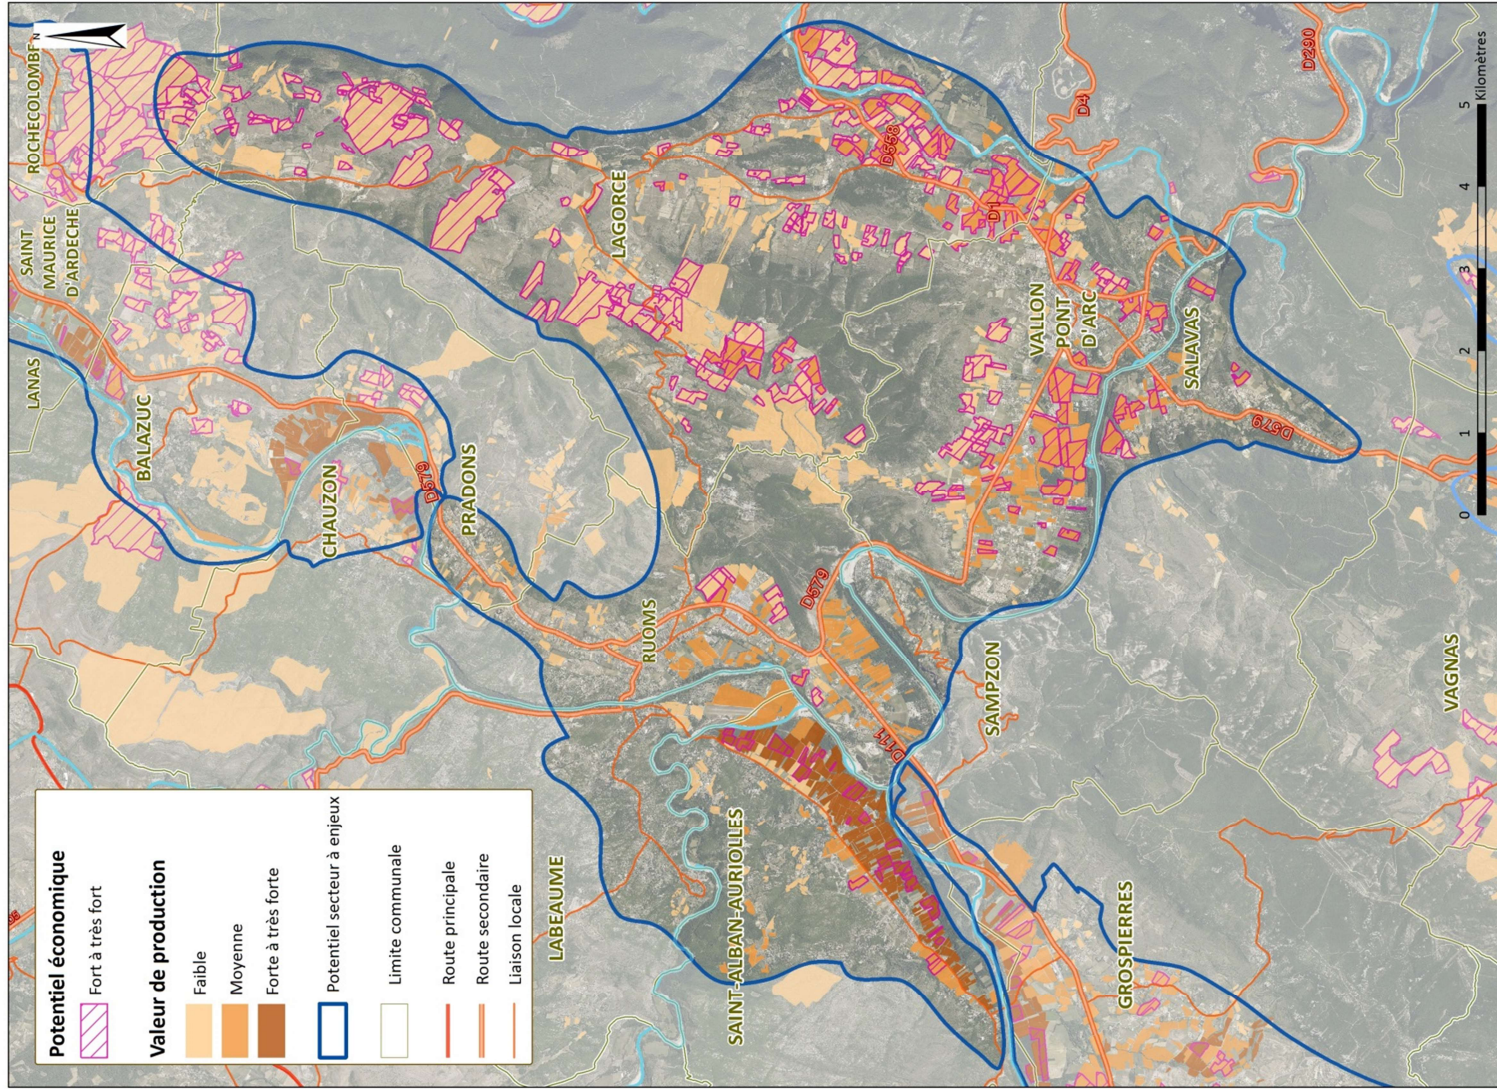 Potentiel économique
Fort à très fort
Valeur de production
Faible
Moyenne
Forte à très forte
Potentiel secteur à enjeu
Limite communale
Route principale
Route secondaire
Liaison locale
LANAS
SAINT
MAURICE
D'ARDECHE
ROCHECOLOMBE
N
BALAZUC
CHAUZON
D579
PRADONS
LABEAUME
RUOMS
LAGORCE
SAINT-ALBAN-AURIOLLES
D579
D111
D558
D1
SAMPZON
VALLON
PONT
D'ARC
D4
GROSPIERRES
SALAVAS
D579
D290
VAGNAS
0 1 2 3 4 5
Kilomètres